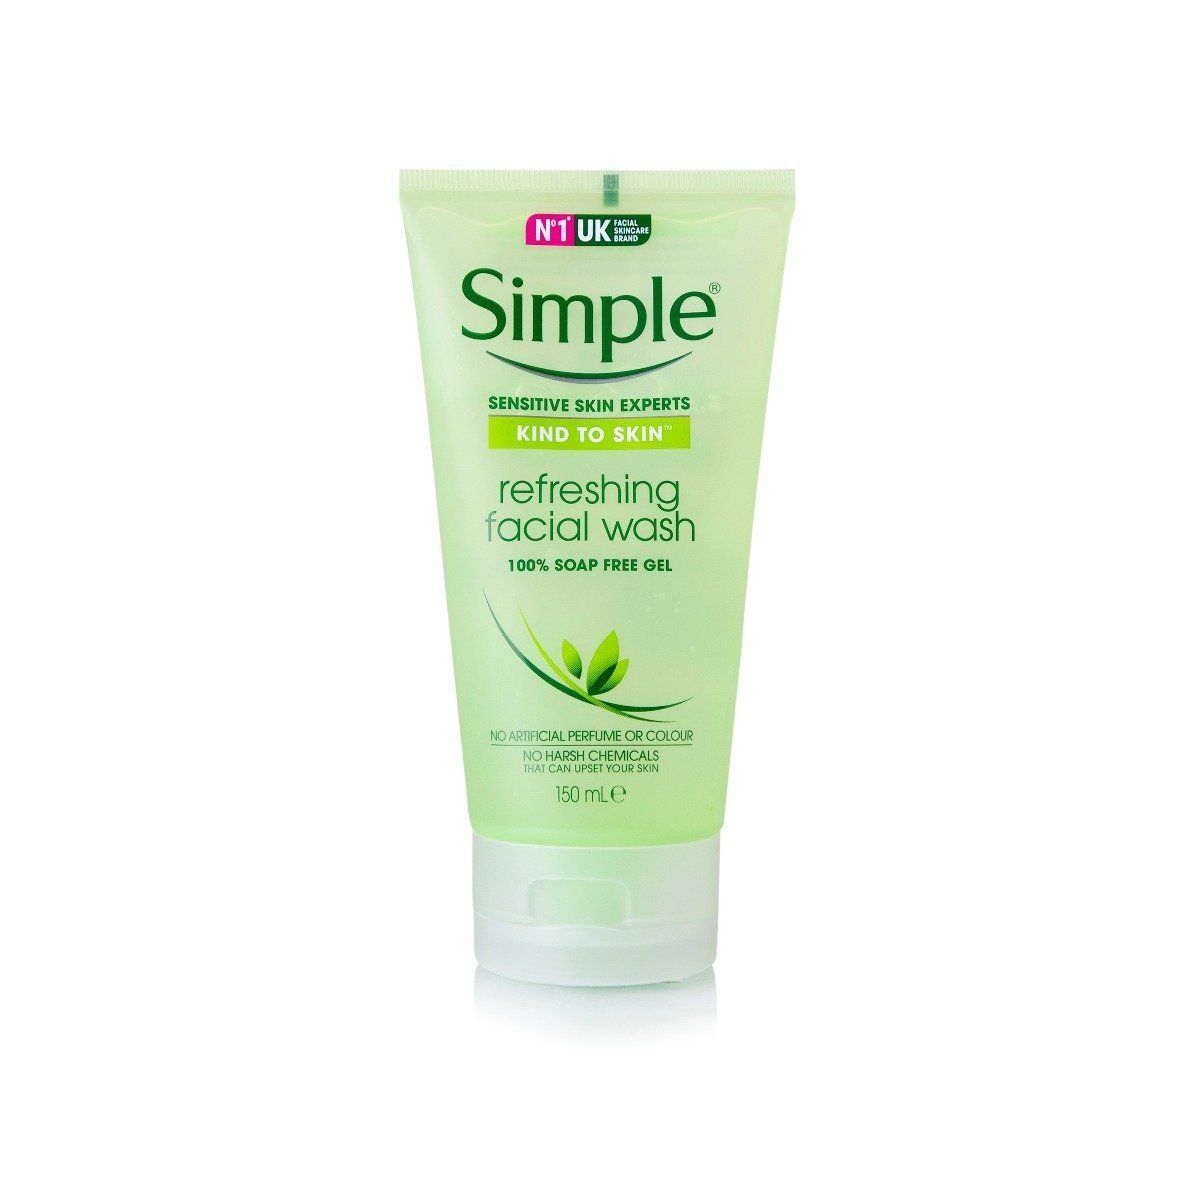 Nº1* UK FACIAL
SKINCARE
BRAND
Simple®
SENSITIVE SKIN EXPERTS
KIND TO SKIN™
refreshing
facial wash
100% SOAP FREE GEL
NO ARTIFICIAL PERFUME OR COLOUR
NO HARSH CHEMICALS
THAT CAN UPSET YOUR SKIN
150 mL℮